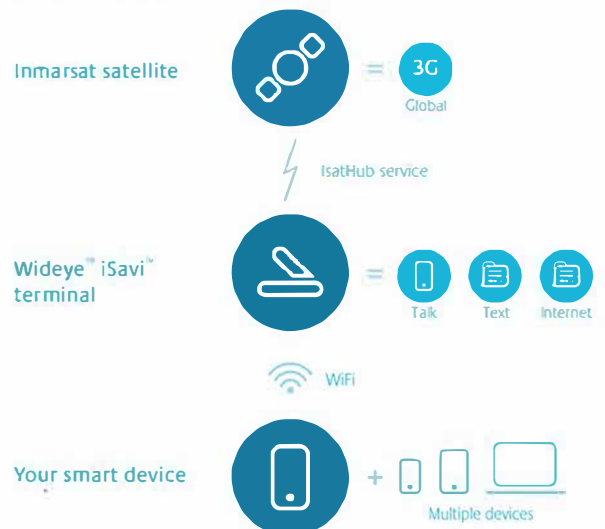 Inmarsat satellite
3G
Global
IsatHub service
Wideye™ iSavi™
terminal
Talk Text Internet
WiFi
Your smart device
+
Multiple devices